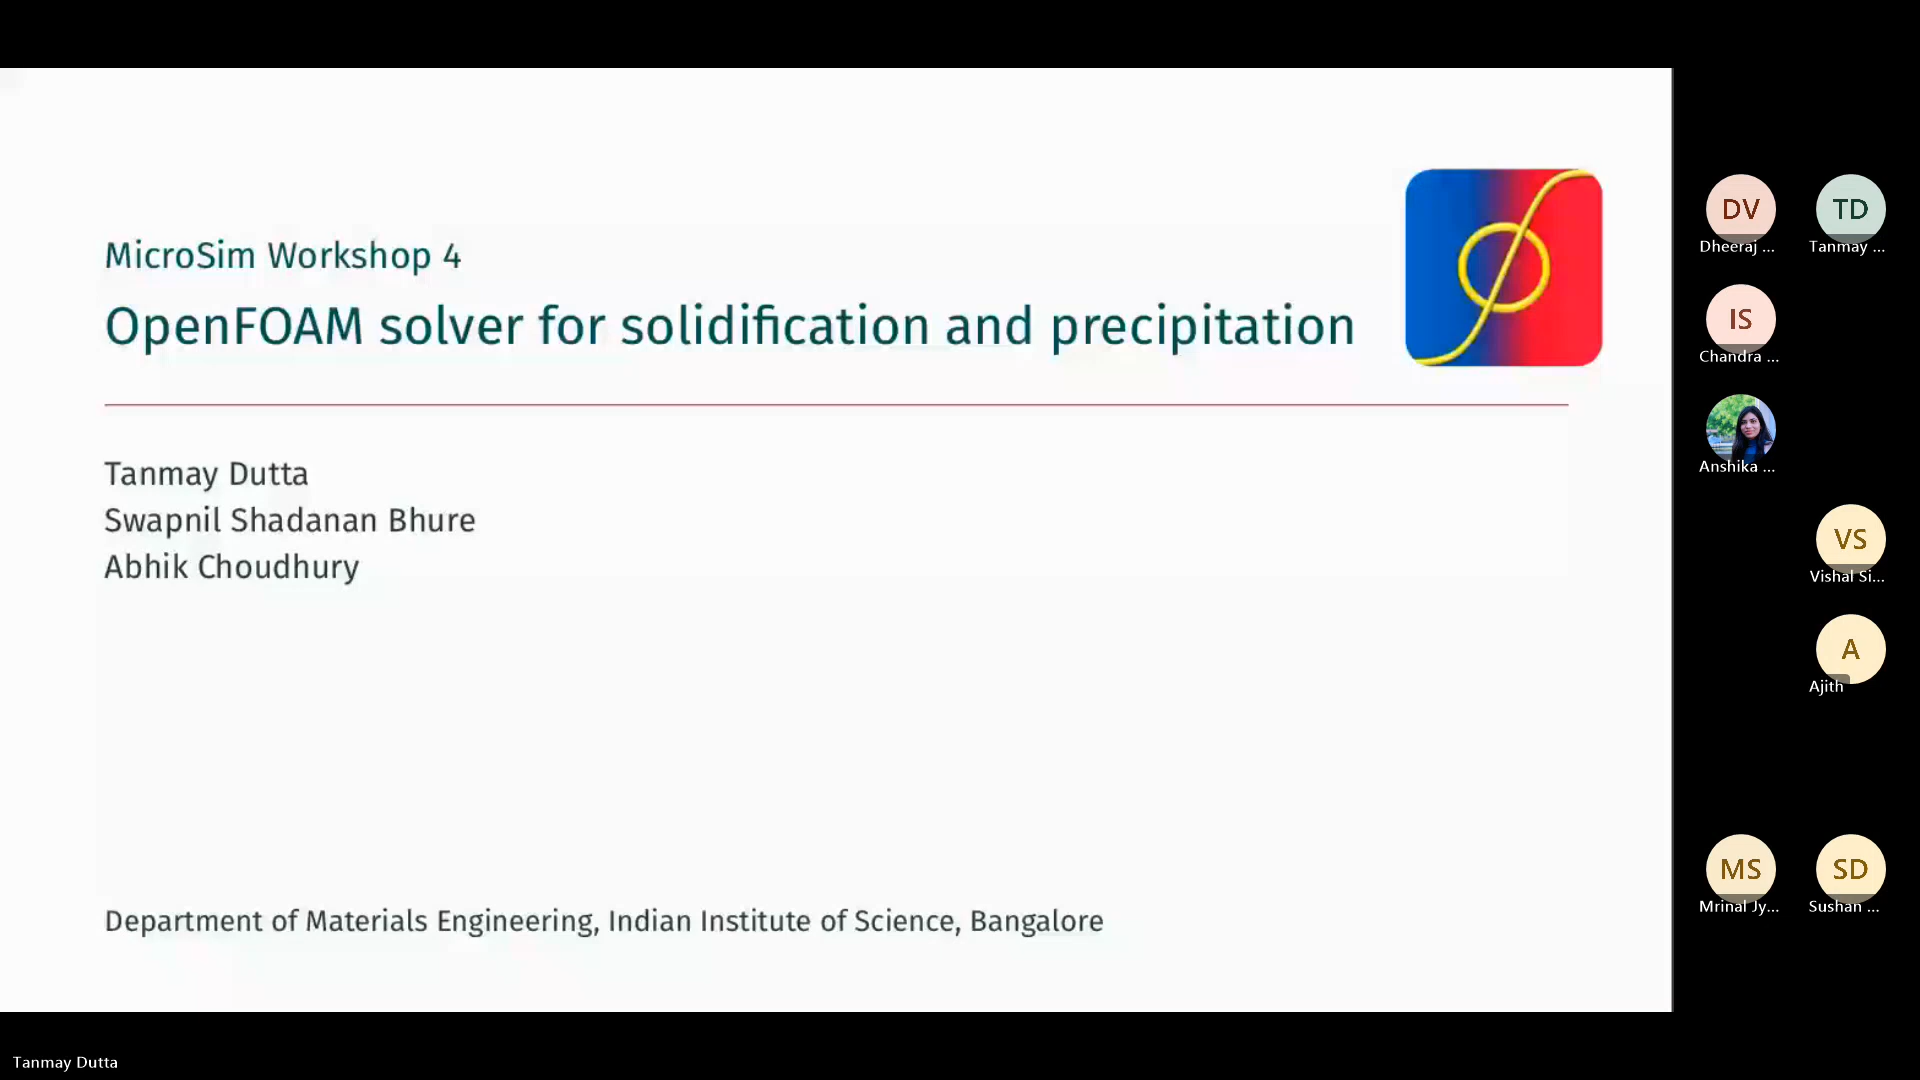 MicroSim Workshop 4
OpenFOAM solver for solidification and precipitation
Tanmay Dutta
Swapnil Shadanan Bhure
Abhik Choudhury
Department of Materials Engineering, Indian Institute of Science, Bangalore
DV
TD
Dheeraj ...
Tanmay ...
IS
Chandra ...
Anshika ...
VS
Vishal Si...
A
Ajith
MS
SD
Mrinal Jy...
Sushan ...
Tanmay Dutta